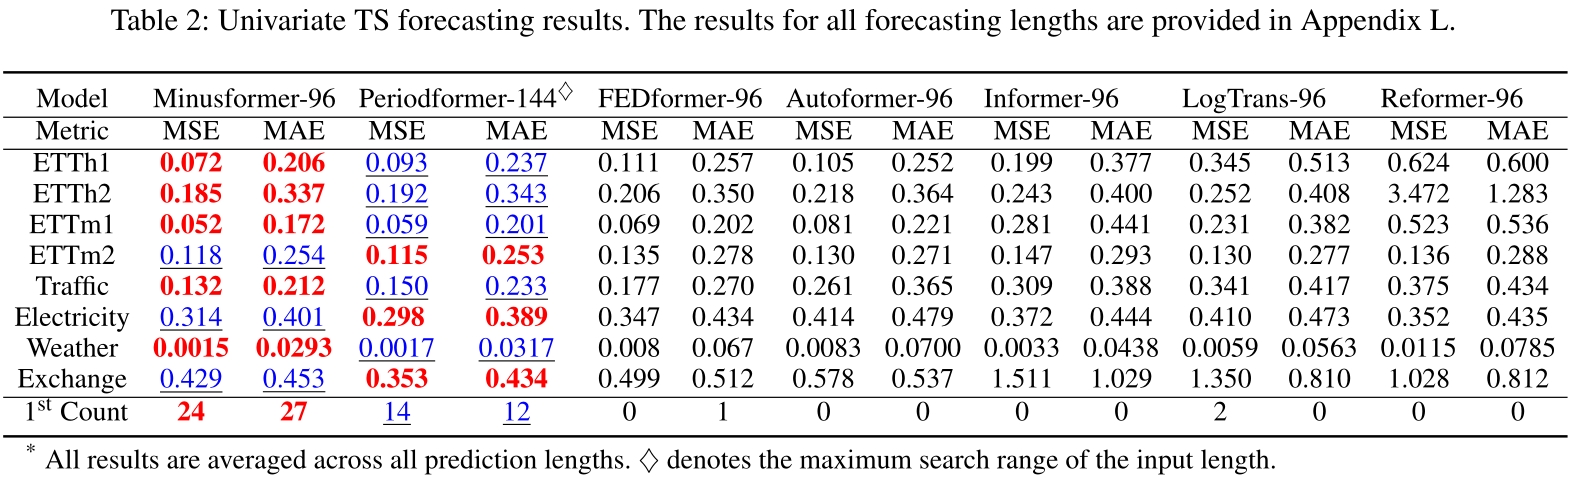 Table 2: Univariate TS forecasting results. The results for all forecasting lengths are provided in Appendix L.
Model Minusformer-96 Periodformer-144◇ FEDformer-96 Autoformer-96 Informer-96 LogTrans-96 Reformer-96
Metric MSE MAE MSE MAE MSE MAE MSE MAE MSE MAE MSE MAE MSE MAE
ETTh1 0.072 0.206 0.093 0.237 0.111 0.257 0.105 0.252 0.199 0.377 0.345 0.513 0.624 0.600
ETTh2 0.185 0.337 0.192 0.343 0.206 0.350 0.218 0.364 0.243 0.400 0.252 0.408 3.472 1.283
ETTm1 0.052 0.172 0.059 0.201 0.069 0.202 0.081 0.221 0.281 0.441 0.231 0.382 0.523 0.536
ETTm2 0.118 0.254 0.115 0.253 0.135 0.278 0.130 0.271 0.147 0.293 0.130 0.277 0.136 0.288
Traffic 0.132 0.212 0.150 0.233 0.177 0.270 0.261 0.365 0.309 0.388 0.341 0.417 0.375 0.434
Electricity 0.314 0.401 0.298 0.389 0.347 0.434 0.414 0.479 0.372 0.444 0.410 0.473 0.352 0.435
Weather 0.0015 0.0293 0.0017 0.0317 0.008 0.067 0.0083 0.0700 0.0033 0.0438 0.0059 0.0563 0.0115 0.0785
Exchange 0.429 0.453 0.353 0.434 0.499 0.512 0.578 0.537 1.511 1.029 1.350 0.810 1.028 0.812
1st Count 24 27 14 12 0 1 0 0 0 0 2 0 0 0
* All results are averaged across all prediction lengths. ◇ denotes the maximum search range of the input length.